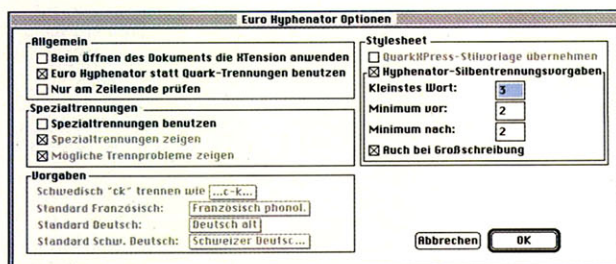 Euro Hyphenator Optionen
Allgemein
Beim Öffnen des Dokuments die XTension anwenden
Euro Hyphenator statt Quark-Trennungen benutzen
Nur am Zeilenende prüfen
Spezialtrennungen
Spezialtrennungen benutzen
Spezialtrennungen zeigen
Mögliche Trennprobleme zeigen
Vorgaben
Schwedisch "ck" trennen wie ...c-k...
Standard Französisch: Französisch phonol.
Standard Deutsch: Deutsch alt
Standard Schw. Deutsch: Schweizer Deutsc...
Stylesheet
QuarkXPress-Stilvorlage übernehmen
Hyphenator-Silbentrennungsvorgaben
Kleinstes Wort: 3
Minimum vor: 2
Minimum nach: 2
Auch bei Großschreibung
Abbrechen OK